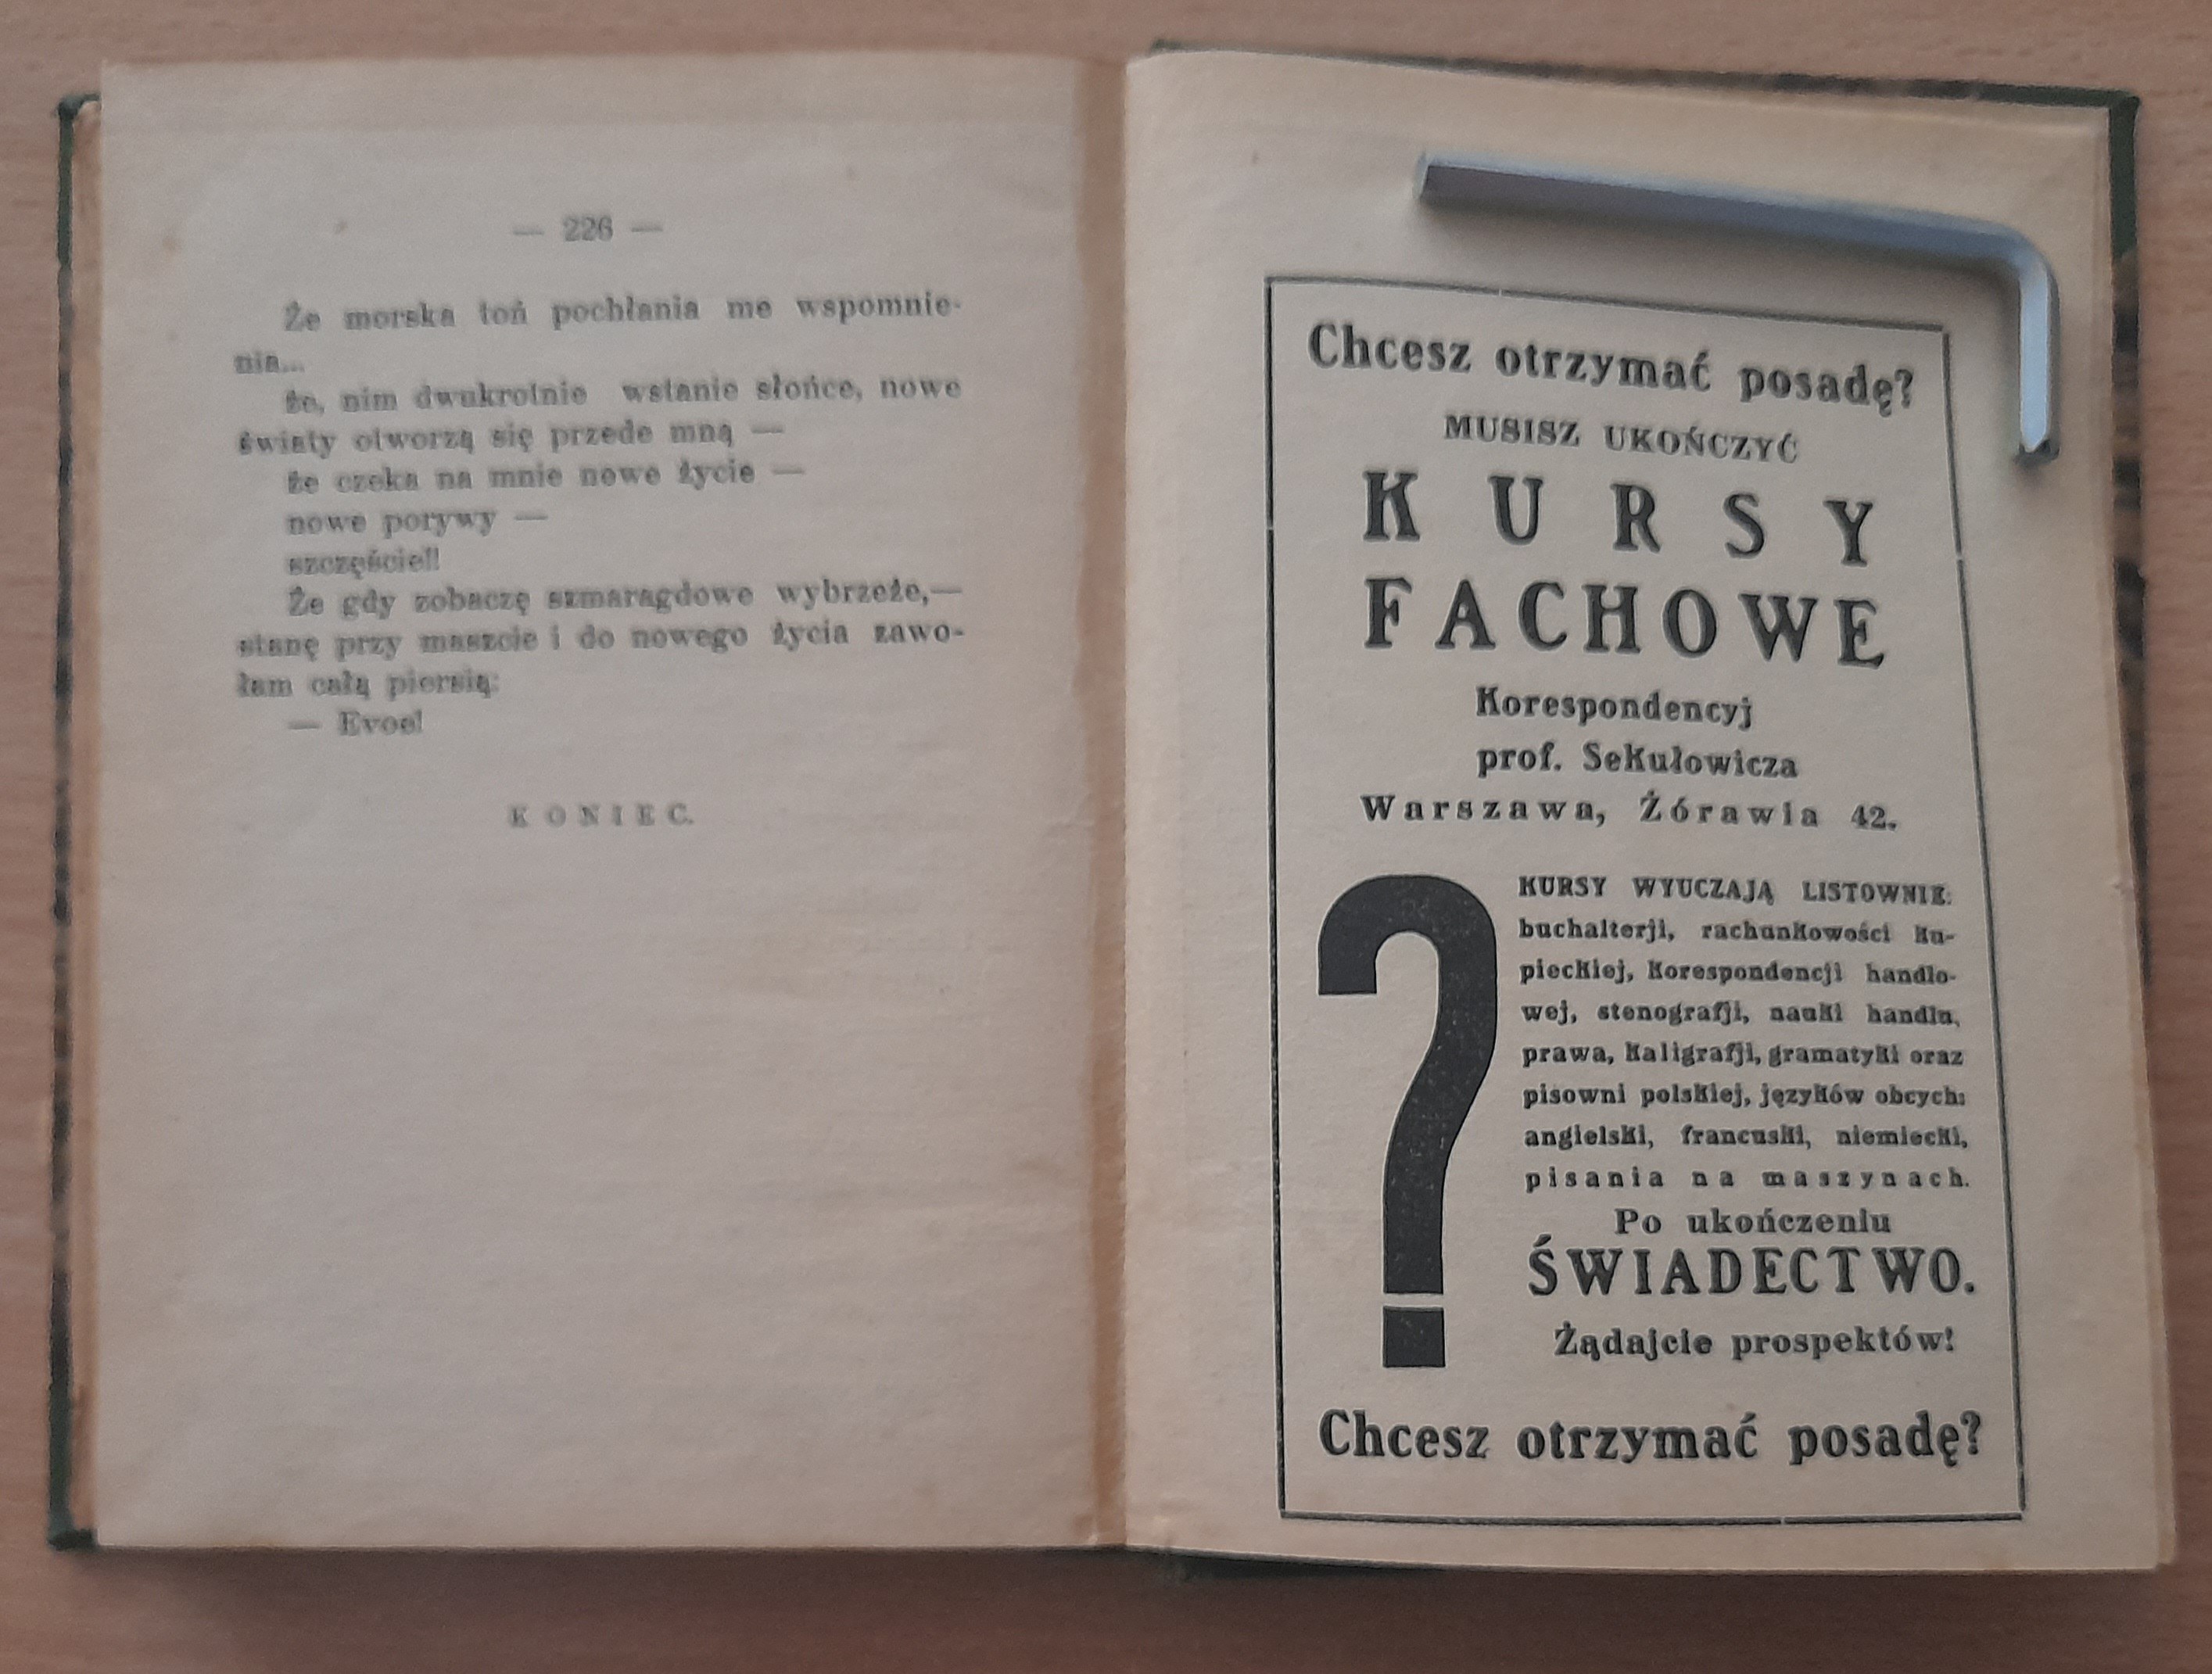 — 226 —
Że morska toń pochłania me wspomnie-
nia...
że, nim dwukrotnie wstanie słońce, nowe
światy otworzą się przede mną —
że czeka na mnie nowe życie —
nowe porywy —
szczęście!!
Że gdy zobaczę szmaragdowe wybrzeże,—
stanę przy maszcie i do nowego życia zawo-
łam całą piersią:
— Evoe!
KONIEC.
Chcesz otrzymać posadę?
MUSISZ UKOŃCZYĆ
KURSY
FACHOWE
Korespondencyj
prof. Sekułowicza
Warszawa, Żórawia 42.
?
KURSY WYUCZAJĄ LISTOWNIE:
buchalterji, rachunkowości ku-
pieckiej, korespondencji handlo-
wej, stenografji, nauki handlu,
prawa, kaligrafji, gramatyki oraz
pisowni polskiej, języków obcych:
angielski, francuski, niemiecki,
pisania na maszynach.
Po ukończeniu
ŚWIADECTWO.
Żądajcie prospektów!
Chcesz otrzymać posadę?